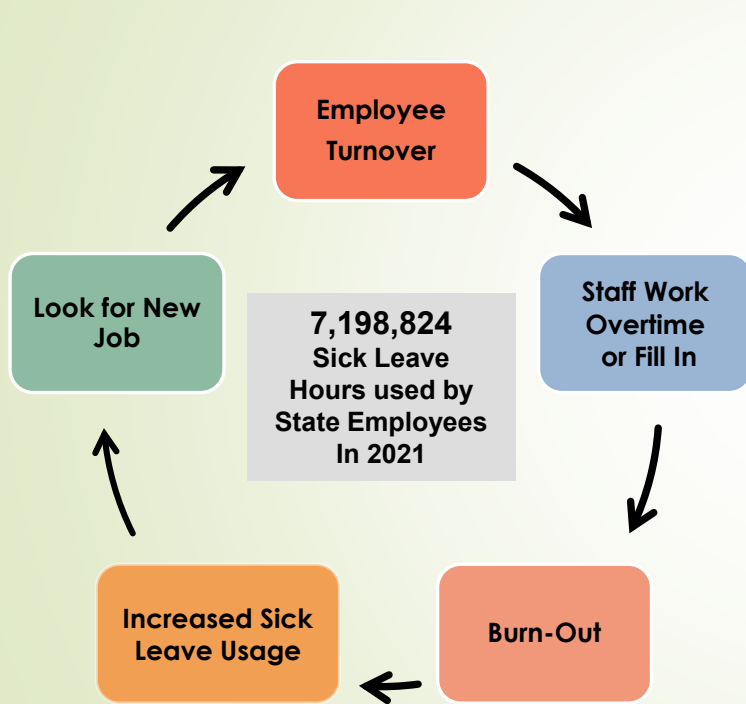 Employee
Turnover
Staff Work
Overtime
or Fill In
Burn-Out
Increased Sick
Leave Usage
Look for New
Job
7,198,824
Sick Leave
Hours used by
State Employees
In 2021